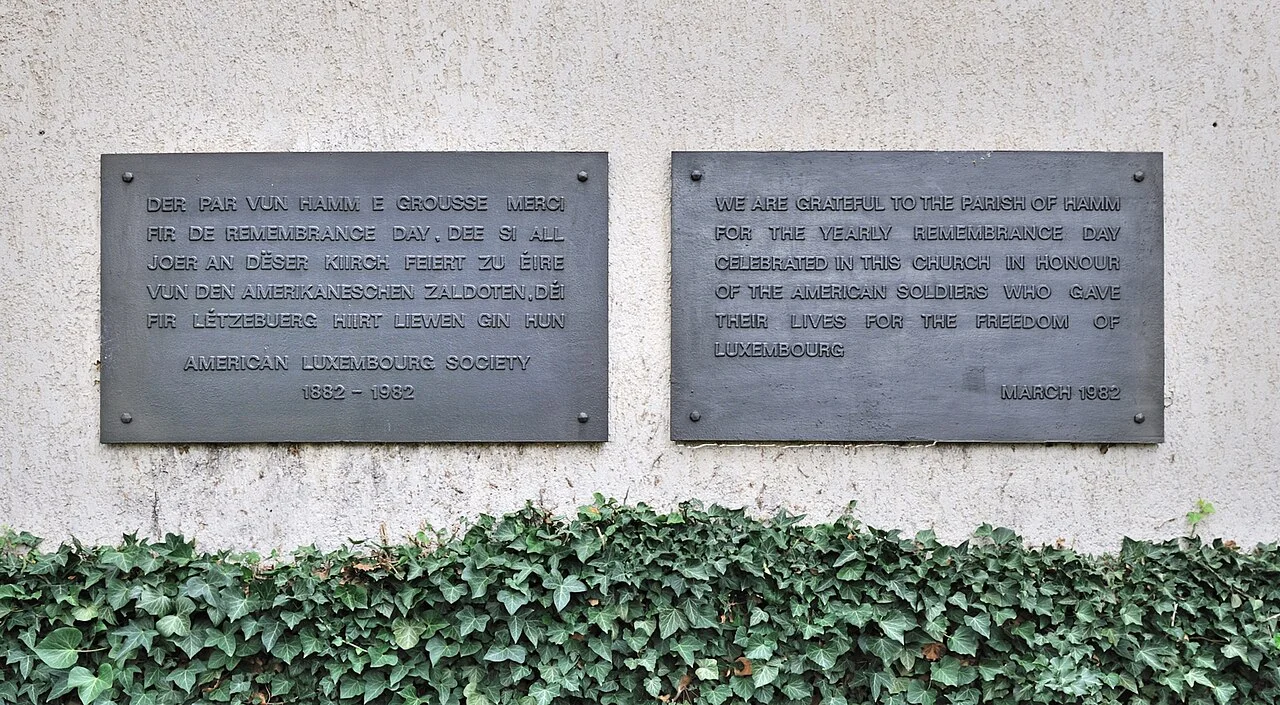 DER PAR VUN HAMM E GROUSSE MERCI
FIR DE REMEMBRANCE DAY, DEE SI ALL
JOER AN DËSER KIIRCH FEIERT ZU ÉIRE
VUN DEN AMERIKANESCHEN ZALDOTEN, DÉI
FIR LÉTZEBUERG HIIRT LIEWEN GIN HUN
AMERICAN LUXEMBOURG SOCIETY
1882 - 1982
WE ARE GRATEFUL TO THE PARISH OF HAMM
FOR THE YEARLY REMEMBRANCE DAY
CELEBRATED IN THIS CHURCH IN HONOUR
OF THE AMERICAN SOLDIERS WHO GAVE
THEIR LIVES FOR THE FREEDOM OF
LUXEMBOURG
MARCH 1982